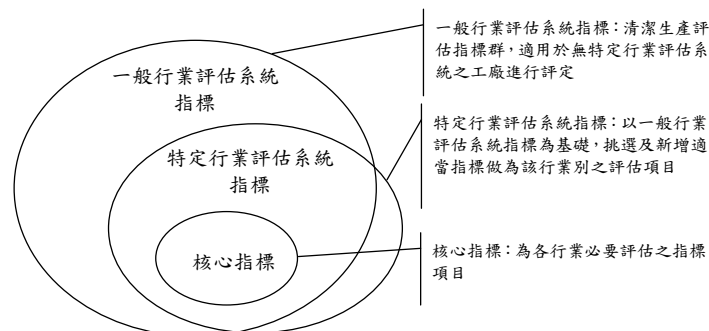 一般行業評估系統
指標
特定行業評估系統
指標
核心指標
一般行業評估系統指標：清潔生產評
估指標群，適用於無特定行業評估系
統之工廠進行評定
特定行業評估系統指標：以一般行業
評估系統指標為基礎，挑選及新增適
當指標做為該行業別之評估項目
核心指標：為各行業必要評估之指標
項目